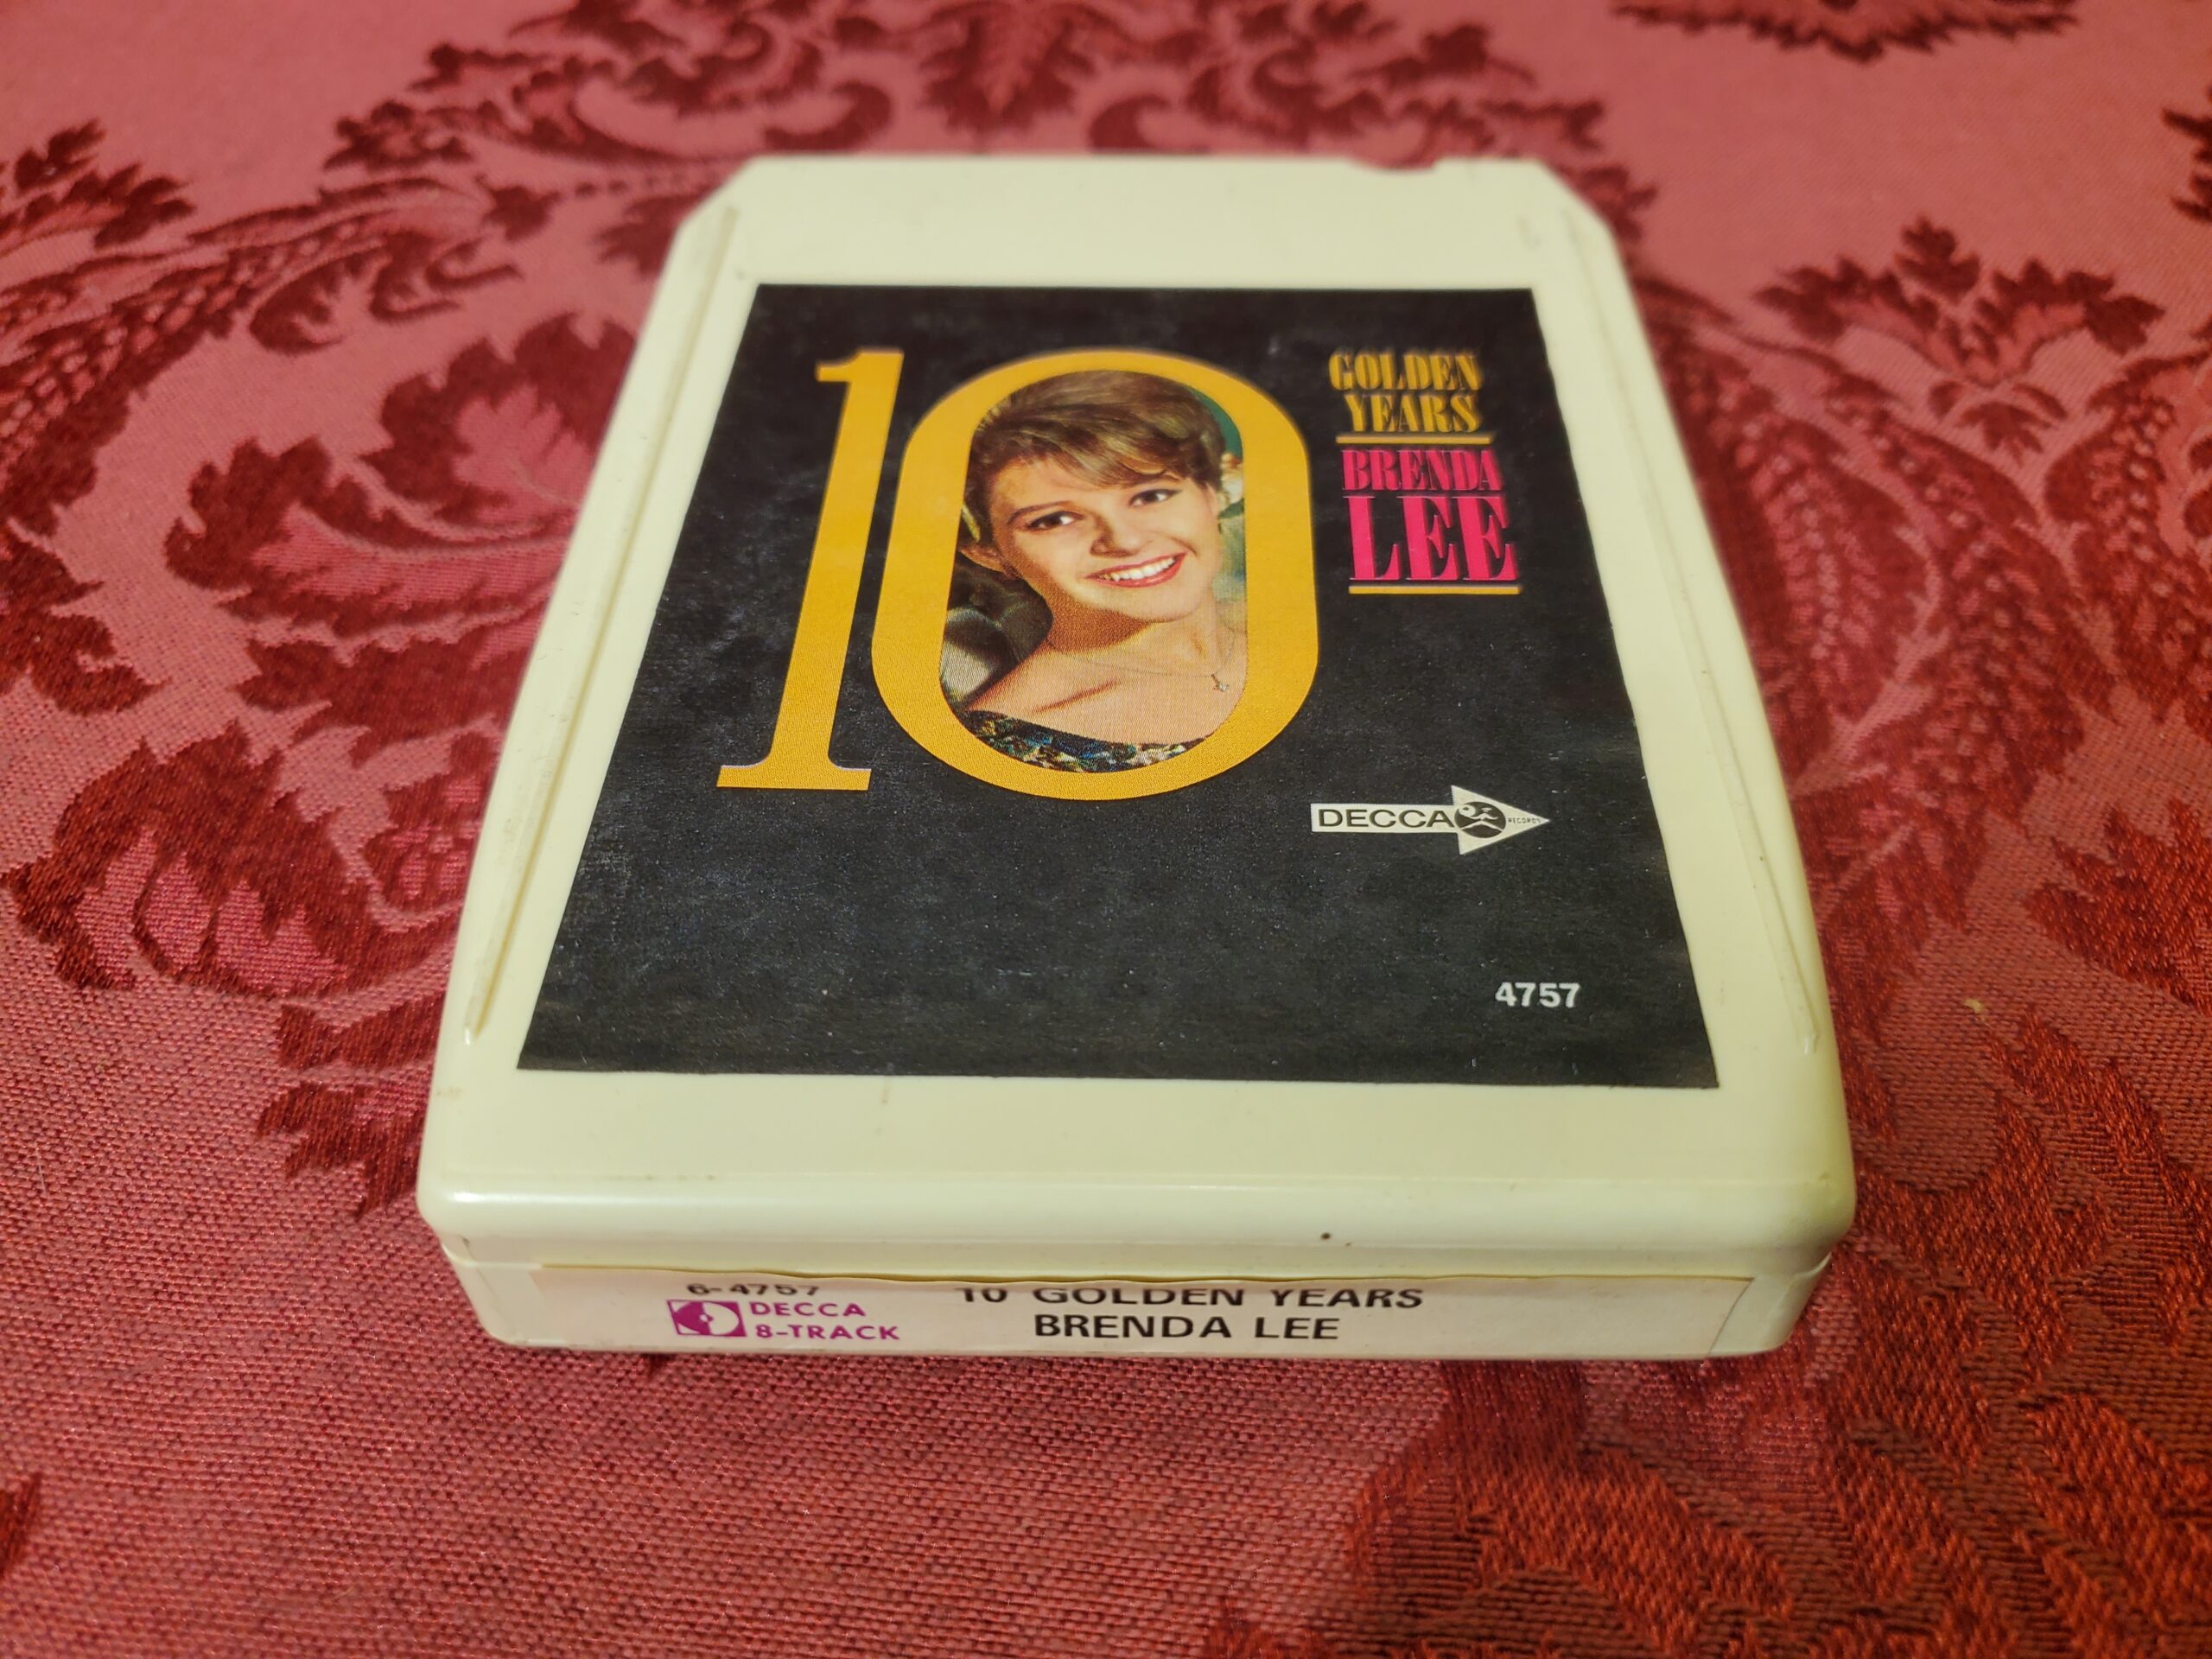 10
GOLDEN
YEARS
BRENDA
LEE
DECCA RECORDS
4757
6-4757
DECCA
8-TRACK
10 GOLDEN YEARS
BRENDA LEE